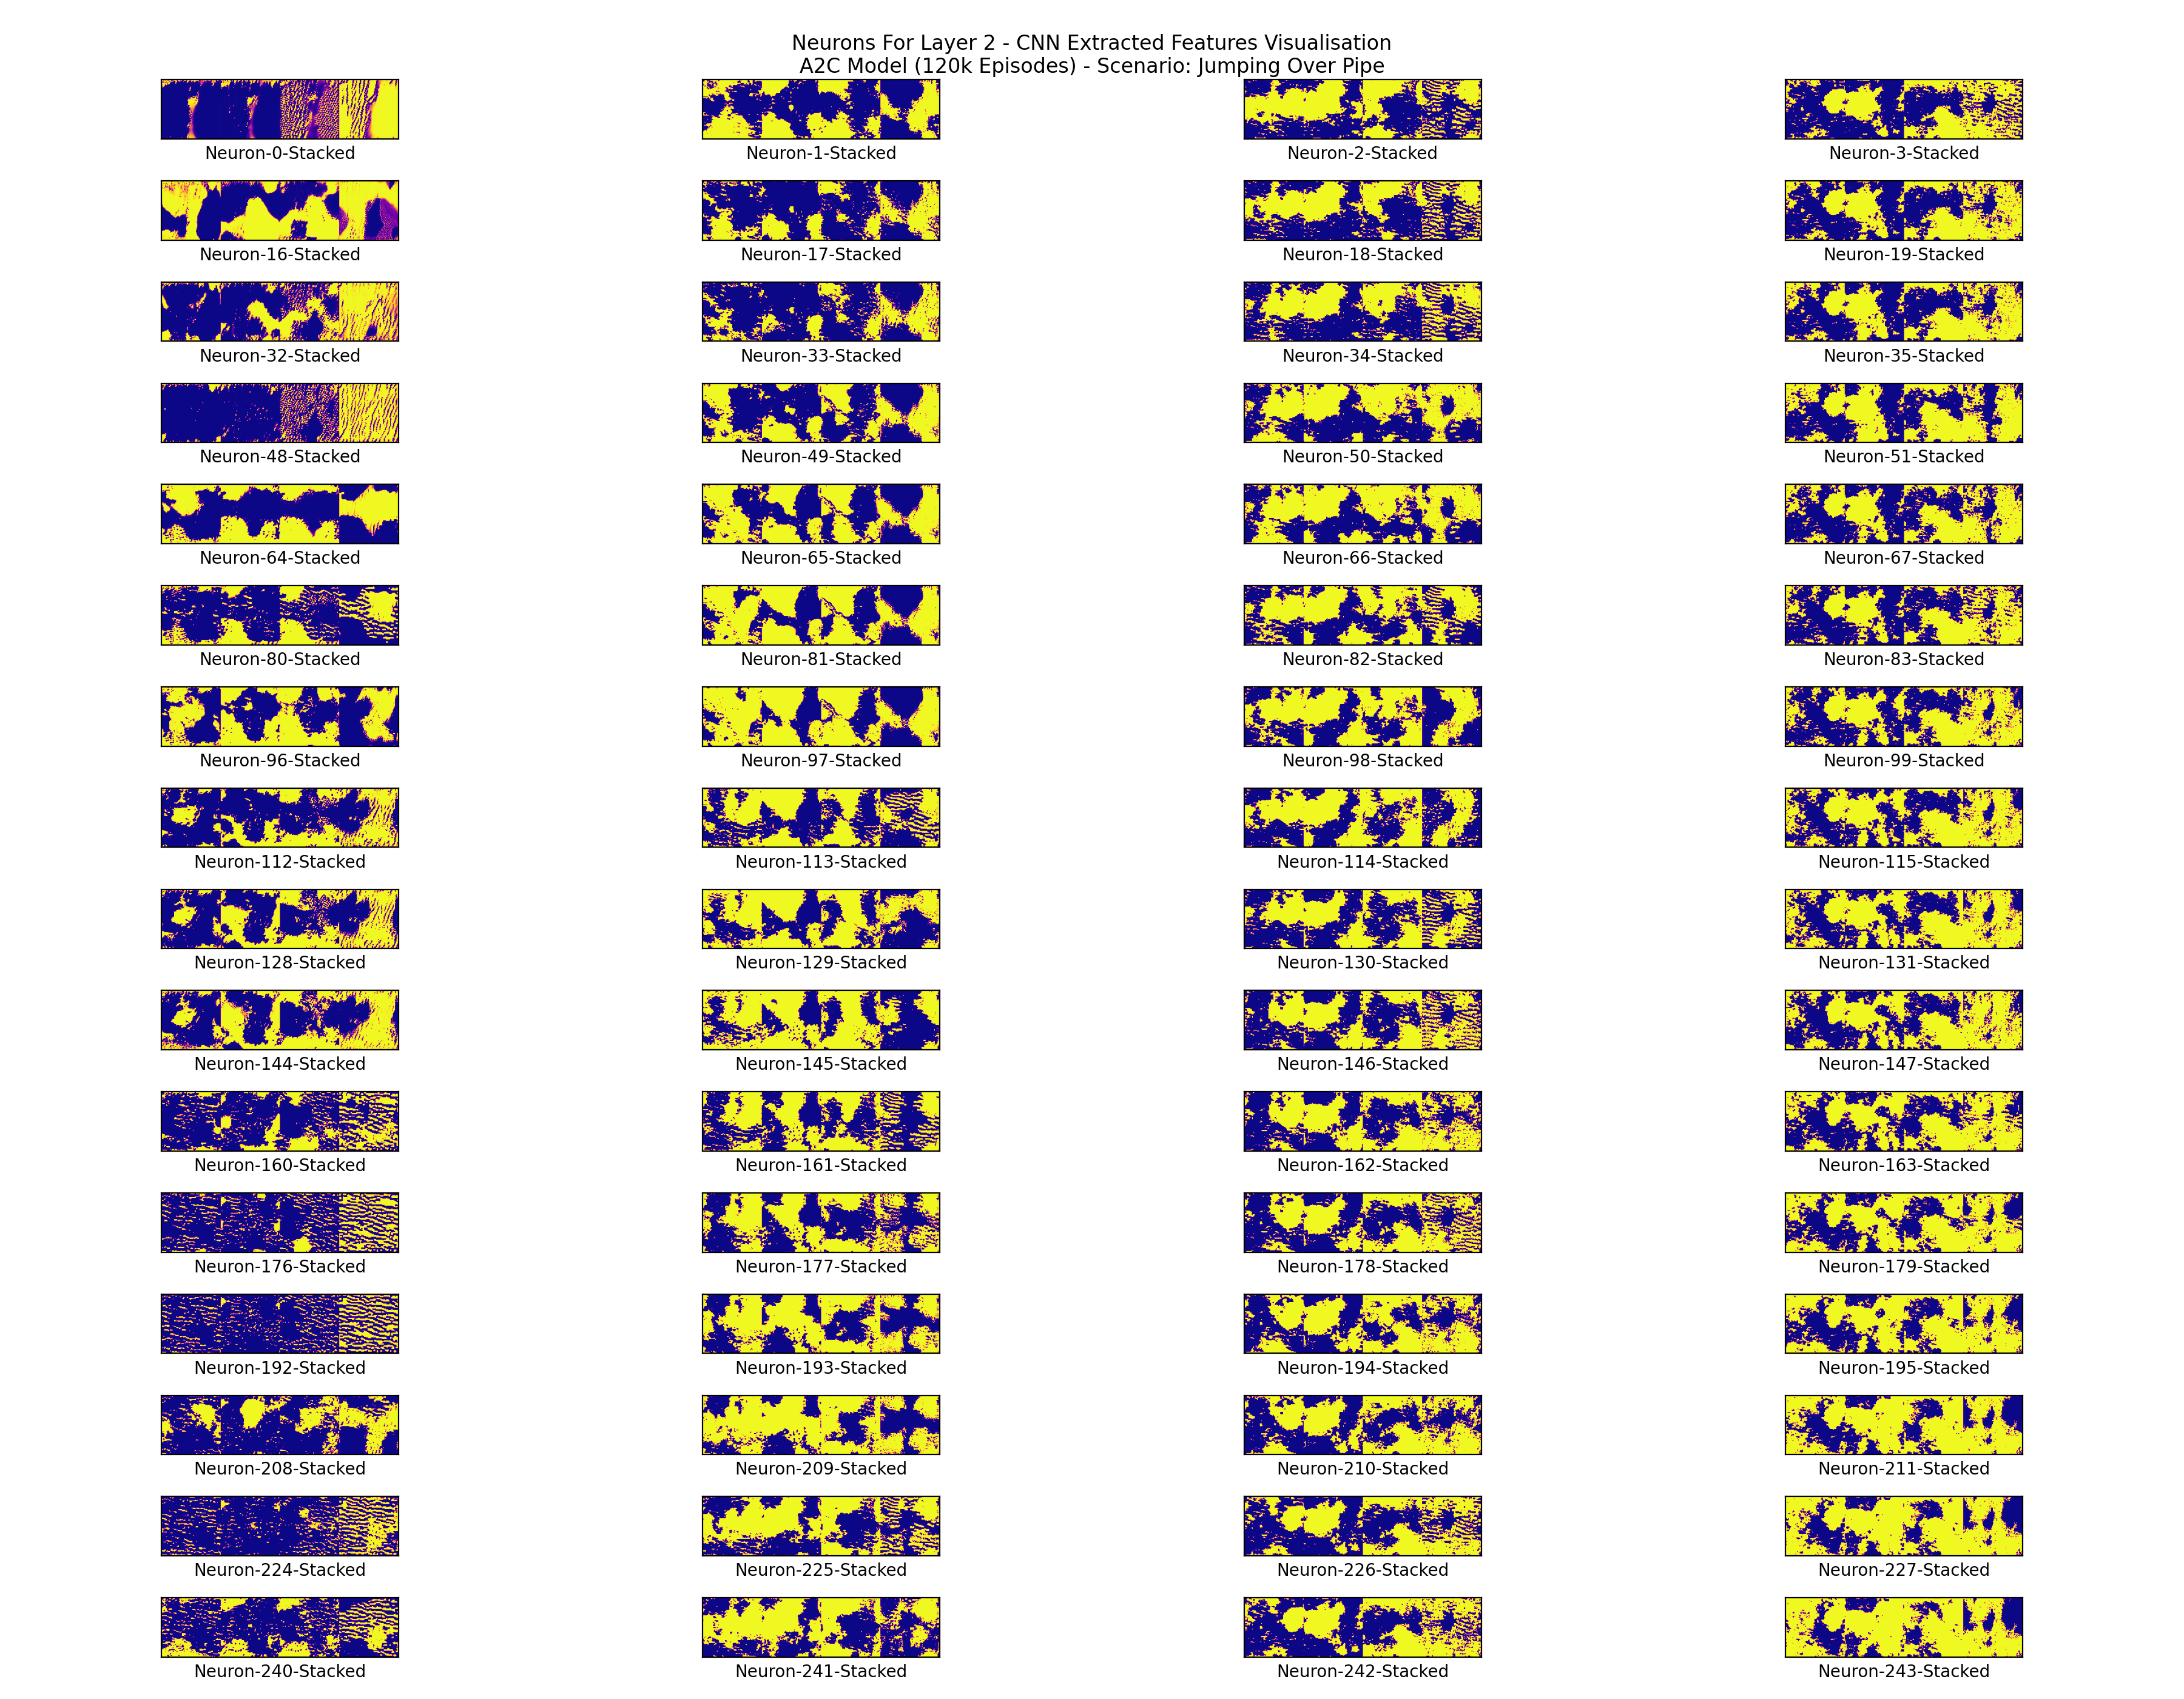 Neurons For Layer 2 - CNN Extracted Features Visualisation
A2C Model (120k Episodes) - Scenario: Jumping Over Pipe
Neuron-0-Stacked Neuron-1-Stacked Neuron-2-Stacked Neuron-3-Stacked
Neuron-16-Stacked Neuron-17-Stacked Neuron-18-Stacked Neuron-19-Stacked
Neuron-32-Stacked Neuron-33-Stacked Neuron-34-Stacked Neuron-35-Stacked
Neuron-48-Stacked Neuron-49-Stacked Neuron-50-Stacked Neuron-51-Stacked
Neuron-64-Stacked Neuron-65-Stacked Neuron-66-Stacked Neuron-67-Stacked
Neuron-80-Stacked Neuron-81-Stacked Neuron-82-Stacked Neuron-83-Stacked
Neuron-96-Stacked Neuron-97-Stacked Neuron-98-Stacked Neuron-99-Stacked
Neuron-112-Stacked Neuron-113-Stacked Neuron-114-Stacked Neuron-115-Stacked
Neuron-128-Stacked Neuron-129-Stacked Neuron-130-Stacked Neuron-131-Stacked
Neuron-144-Stacked Neuron-145-Stacked Neuron-146-Stacked Neuron-147-Stacked
Neuron-160-Stacked Neuron-161-Stacked Neuron-162-Stacked Neuron-163-Stacked
Neuron-176-Stacked Neuron-177-Stacked Neuron-178-Stacked Neuron-179-Stacked
Neuron-192-Stacked Neuron-193-Stacked Neuron-194-Stacked Neuron-195-Stacked
Neuron-208-Stacked Neuron-209-Stacked Neuron-210-Stacked Neuron-211-Stacked
Neuron-224-Stacked Neuron-225-Stacked Neuron-226-Stacked Neuron-227-Stacked
Neuron-240-Stacked Neuron-241-Stacked Neuron-242-Stacked Neuron-243-Stacked